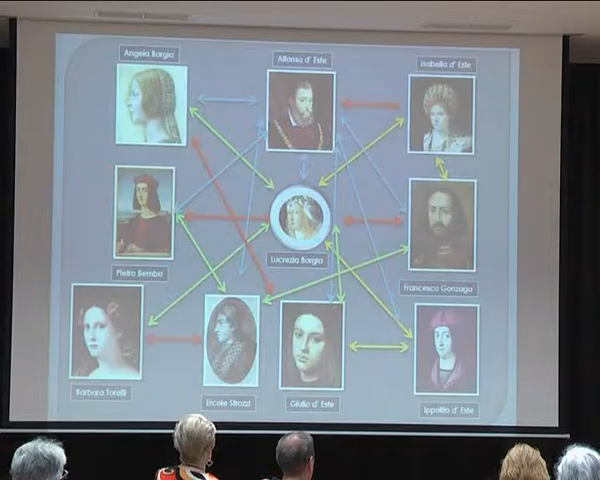 Angela Borgia
Alfonso d' Este
Isabella d' Este
Pietro Bembo
Lucrezia Borgia
Francesco Gonzaga
Barbara Torelli
Ercole Strozzi
Giulio d' Este
Ippolito d' Este